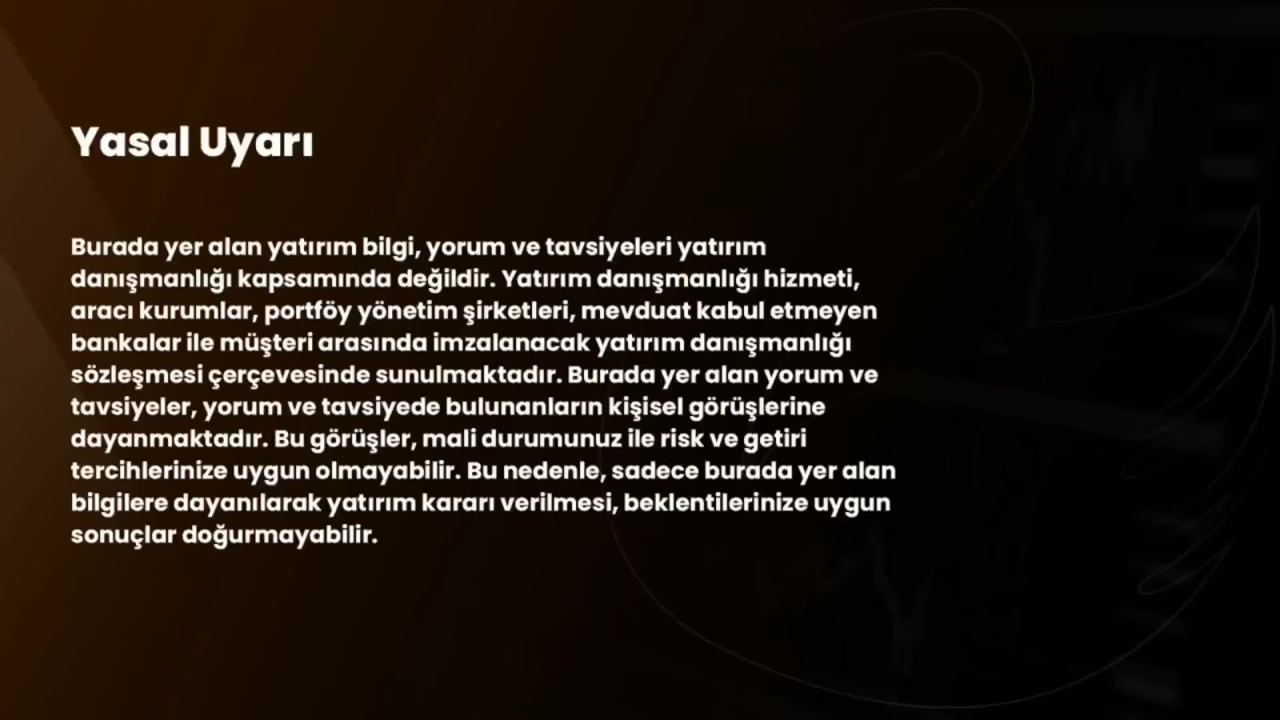 Yasal Uyarı
Burada yer alan yatırım bilgi, yorum ve tavsiyeleri yatırım
danışmanlığı kapsamında değildir. Yatırım danışmanlığı hizmeti,
aracı kurumlar, portföy yönetim şirketleri, mevduat kabul etmeyen
bankalar ile müşteri arasında imzalanacak yatırım danışmanlığı
sözleşmesi çerçevesinde sunulmaktadır. Burada yer alan yorum ve
tavsiyeler, yorum ve tavsiyede bulunanların kişisel görüşlerine
dayanmaktadır. Bu görüşler, mali durumunuz ile risk ve getiri
tercihlerinize uygun olmayabilir. Bu nedenle, sadece burada yer alan
bilgilere dayanılarak yatırım kararı verilmesi, beklentilerinize uygun
sonuçlar doğurmayabilir.